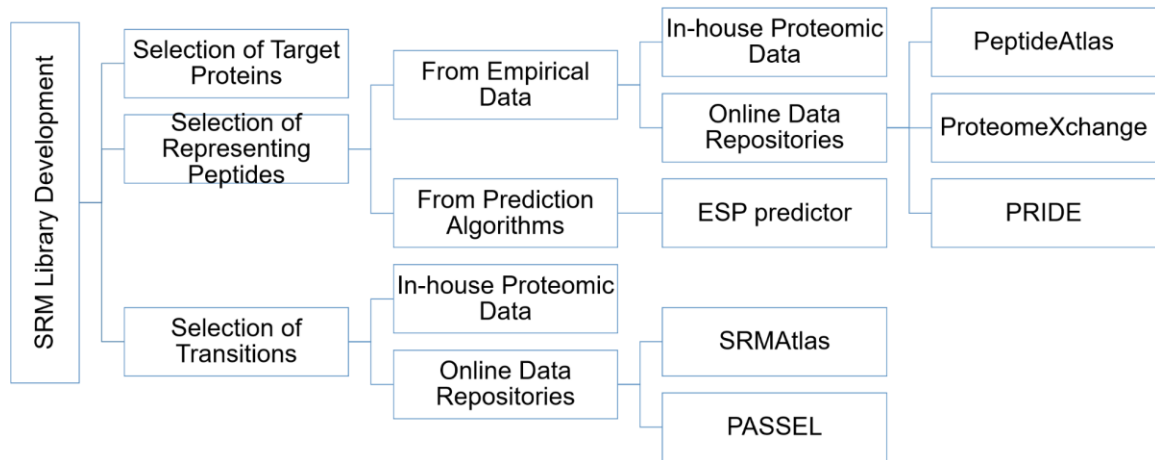 SRM Library Development
Selection of Target
Proteins
Selection of
Representing
Peptides
From Empirical
Data
In-house Proteomic
Data
Online Data
Repositories
PeptideAtlas
ProteomeXchange
PRIDE
From Prediction
Algorithms
ESP predictor
Selection of
Transitions
In-house Proteomic
Data
Online Data
Repositories
SRMAtlas
PASSEL